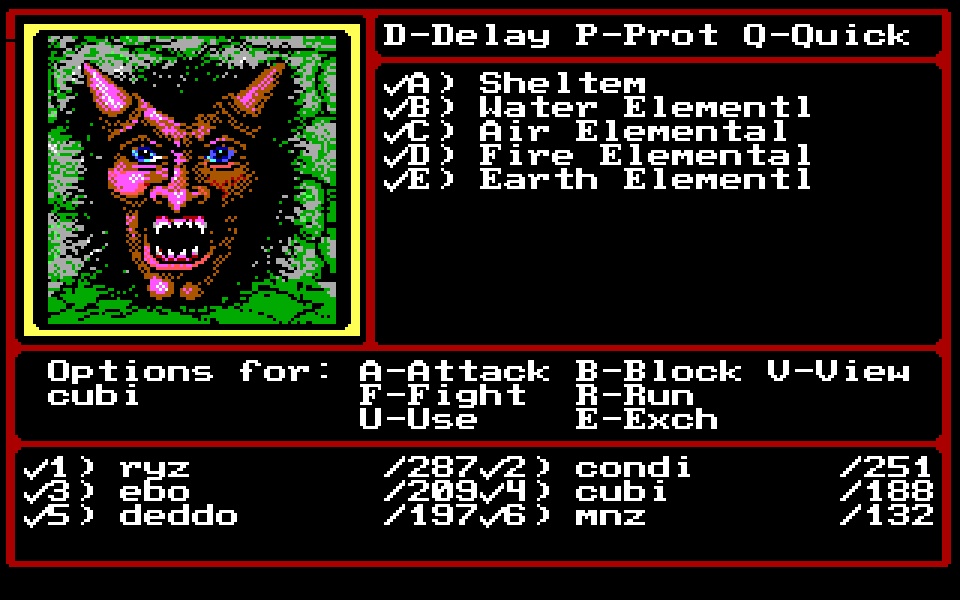 D-Delay P-Prot Q-Quick
✓A) Sheltem
✓B) Water Elementl
✓C) Air Elemental
✓D) Fire Elemental
✓E) Earth Elementl
Options for: A-Attack B-Block V-View
cubi F-Fight R-Run
U-Use E-Exch
✓1) ryz /287 ✓2) condi /251
✓3) ebo /209 ✓4) cubi /188
✓5) deddo /197 ✓6) mnz /132